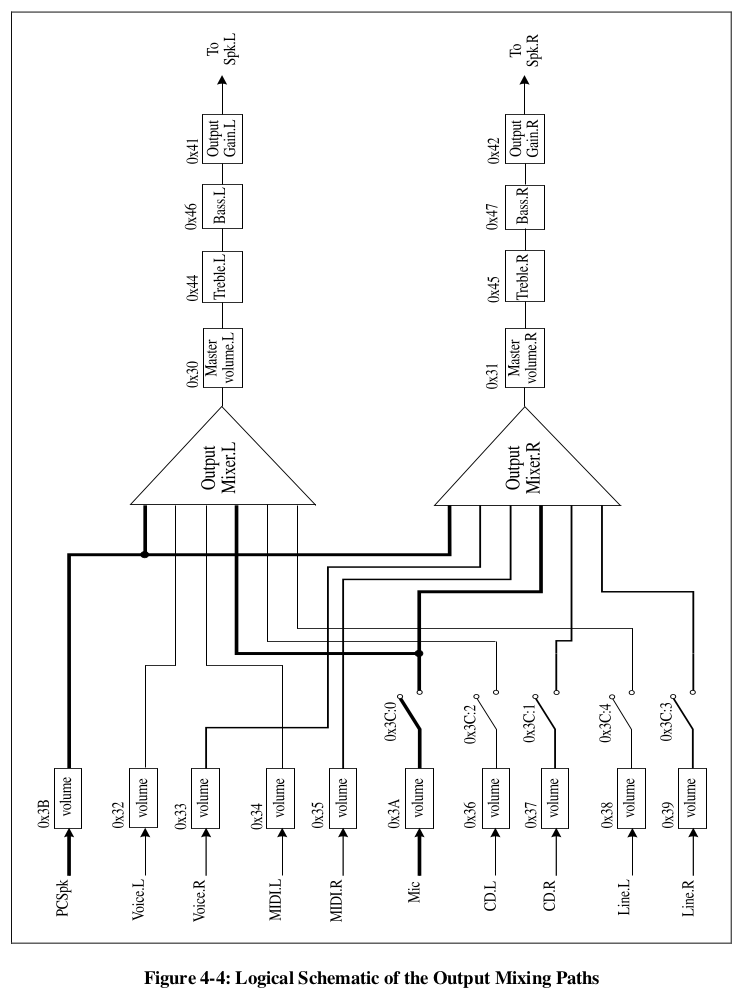 To
Spk.L
To
Spk.R
0x41
Output
Gain.L
0x42
Output
Gain.R
0x46
Bass.L
0x47
Bass.R
0x44
Treble.L
0x45
Treble.R
0x30
Master
volume.L
0x31
Master
volume.R
Output
Mixer.L
Output
Mixer.R
0x3C:0
0x3C:2
0x3C:1
0x3C:4
0x3C:3
0x3B
volume
0x32
volume
0x33
volume
0x34
volume
0x35
volume
0x3A
volume
0x36
volume
0x37
volume
0x38
volume
0x39
volume
PCSpk
Voice.L
Voice.R
MIDI.L
MIDI.R
Mic
CD.L
CD.R
Line.L
Line.R
Figure 4-4: Logical Schematic of the Output Mixing Paths